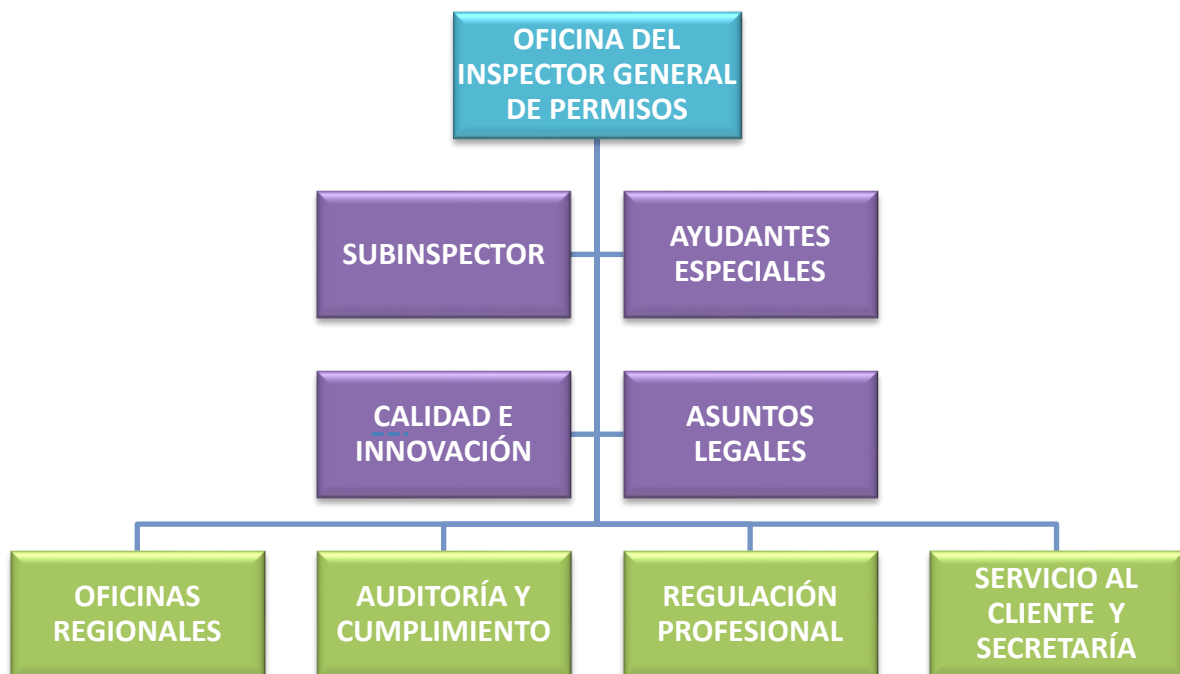 OFICINA DEL
INSPECTOR GENERAL
DE PERMISOS
SUBINSPECTOR
AYUDANTES
ESPECIALES
CALIDAD E
INNOVACIÓN
ASUNTOS
LEGALES
OFICINAS
REGIONALES
AUDITORÍA Y
CUMPLIMIENTO
REGULACIÓN
PROFESIONAL
SERVICIO AL
CLIENTE Y
SECRETARÍA